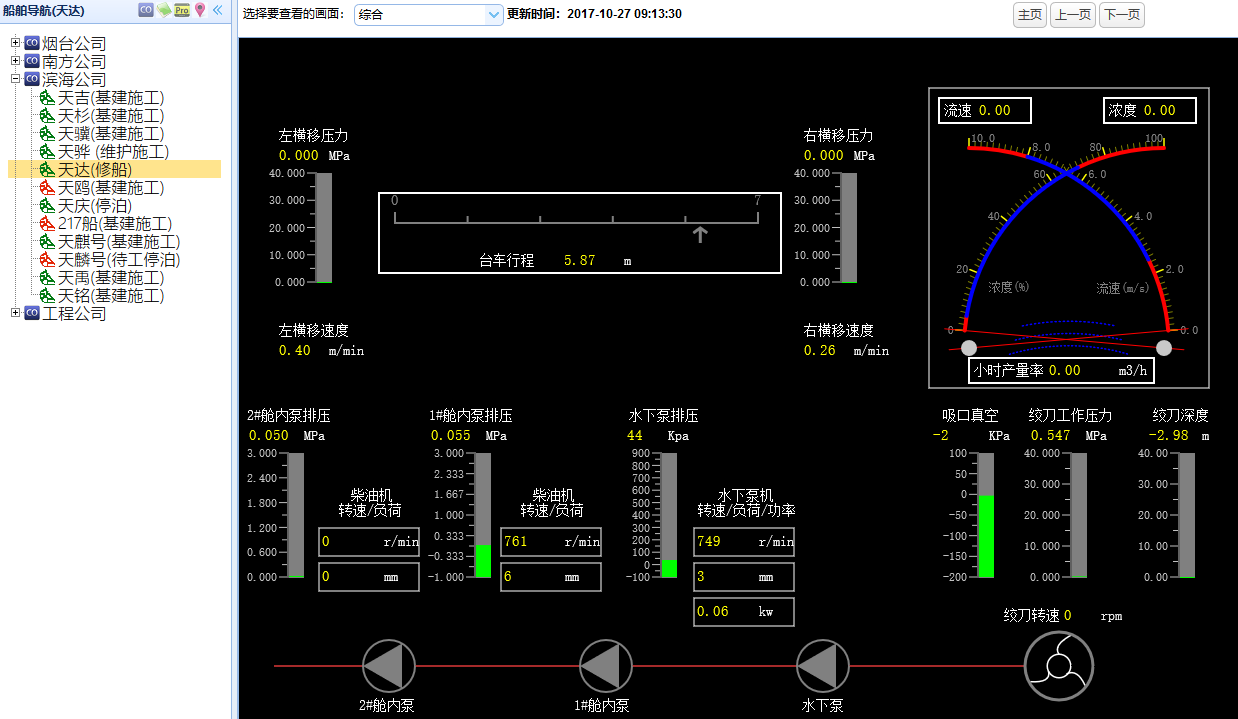 船舶导航(天达)
CO
Pro
烟台公司
南方公司
滨海公司
天吉(基建施工)
天杉(基建施工)
天骥(基建施工)
天骅 (维护施工)
天达(修船)
天鸥(基建施工)
天庆(停泊)
217船(基建施工)
天麒号(基建施工)
天麟号(待工停泊)
天禹(基建施工)
天铭(基建施工)
工程公司
选择要查看的画面： 综合 更新时间：2017-10-27 09:13:30
主页 上一页 下一页
左横移压力
0.000 MPa
40.000
30.000
20.000
10.000
0.000
左横移速度
0.40 m/min
0 7
台车行程 5.87 m
右横移压力
0.000 MPa
40.000
30.000
20.000
10.000
0.000
右横移速度
0.26 m/min
流速 0.00
浓度 0.00
10.0 100
8.0 80
60 6.0
40 4.0
20 2.0
浓度(%) 流速(m/s)
0 0.0
小时产量率 0.00 m3/h
2#舱内泵排压
0.050 MPa
3.000
2.400
1.800
1.200
0.600
0.000
柴油机
转速/负荷
0 r/min
0 mm
1#舱内泵排压
0.055 MPa
3.000
2.333
1.667
1.000
0.333
-0.333
-1.000
柴油机
转速/负荷
761 r/min
6 mm
水下泵排压
44 Kpa
900
800
700
600
500
400
300
200
100
0
-100
水下泵机
转速/负荷/功率
749 r/min
3 mm
0.06 kw
吸口真空
-2 KPa
100
50
0
-50
-100
-150
-200
绞刀工作压力
0.547 MPa
40.000
30.000
20.000
10.000
0.000
绞刀深度
-2.98 m
40.00
30.00
20.00
10.00
0.00
绞刀转速 0 rpm
2#舱内泵
1#舱内泵
水下泵